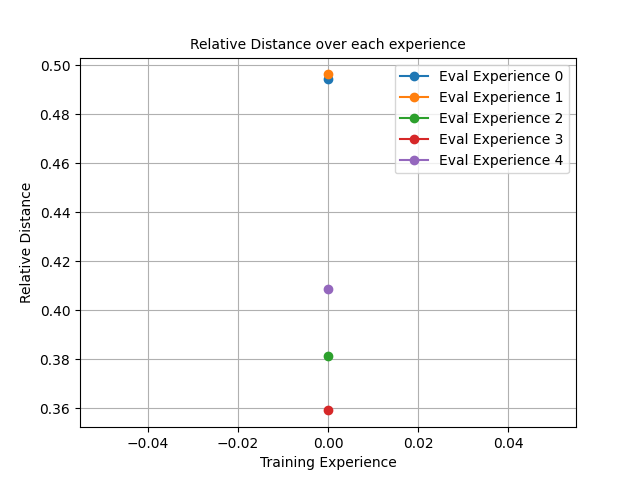 Relative Distance over each experience
0.50
0.48
0.46
0.44
0.42
0.40
0.38
0.36
Relative Distance
Eval Experience 0
Eval Experience 1
Eval Experience 2
Eval Experience 3
Eval Experience 4
−0.04 −0.02 0.00 0.02 0.04
Training Experience